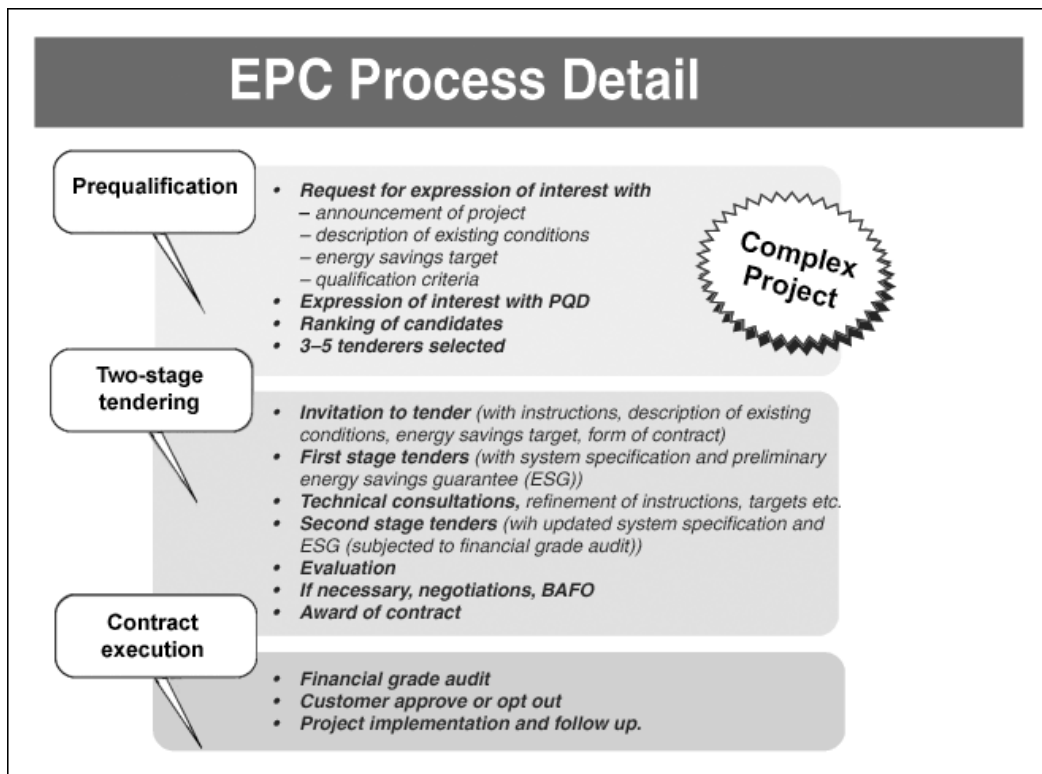 EPC Process Detail
Prequalification
• Request for expression of interest with
– announcement of project
– description of existing conditions
– energy savings target
– qualification criteria
• Expression of interest with PQD
• Ranking of candidates
• 3–5 tenderers selected
Complex
Project
Two-stage
tendering
• Invitation to tender (with instructions, description of existing
conditions, energy savings target, form of contract)
• First stage tenders (with system specification and preliminary
energy savings guarantee (ESG))
• Technical consultations, refinement of instructions, targets etc.
• Second stage tenders (wih updated system specification and
ESG (subjected to financial grade audit))
• Evaluation
• If necessary, negotiations, BAFO
• Award of contract
Contract
execution
• Financial grade audit
• Customer approve or opt out
• Project implementation and follow up.